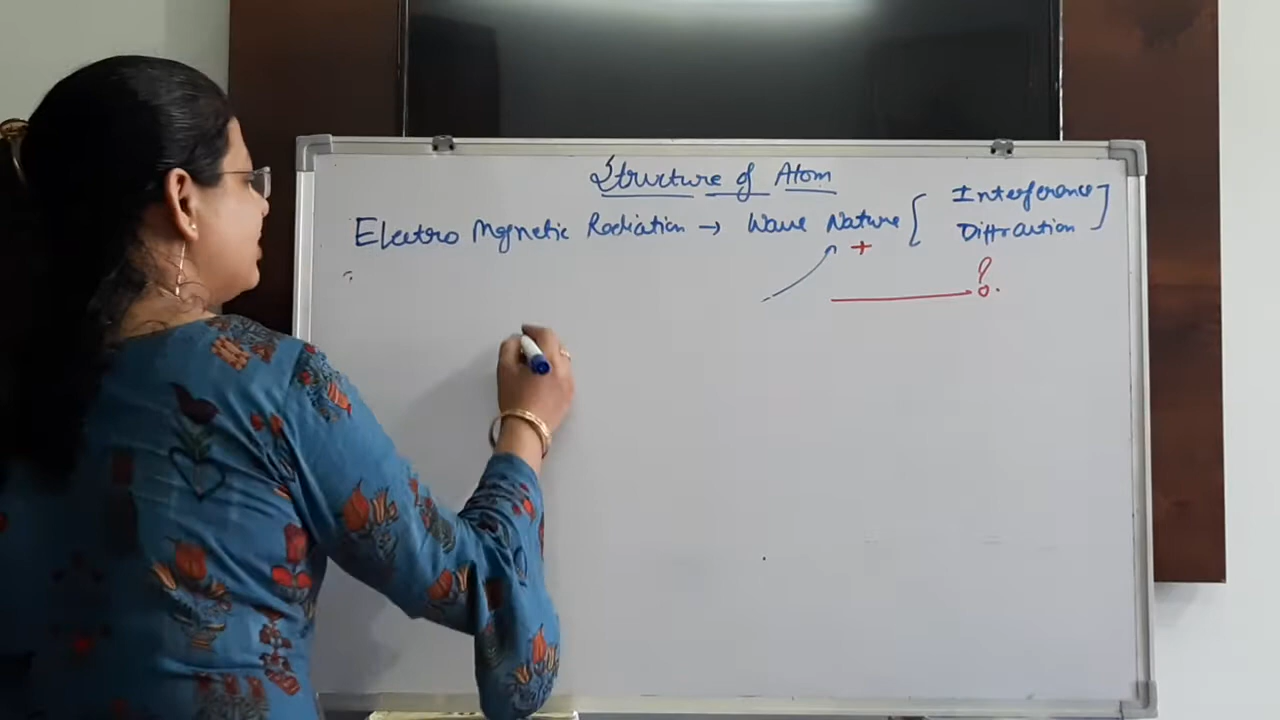 Structure of Atom
Electro Magnetic Radiation → Wave Nature [ Interference
Diffraction ]
+
?